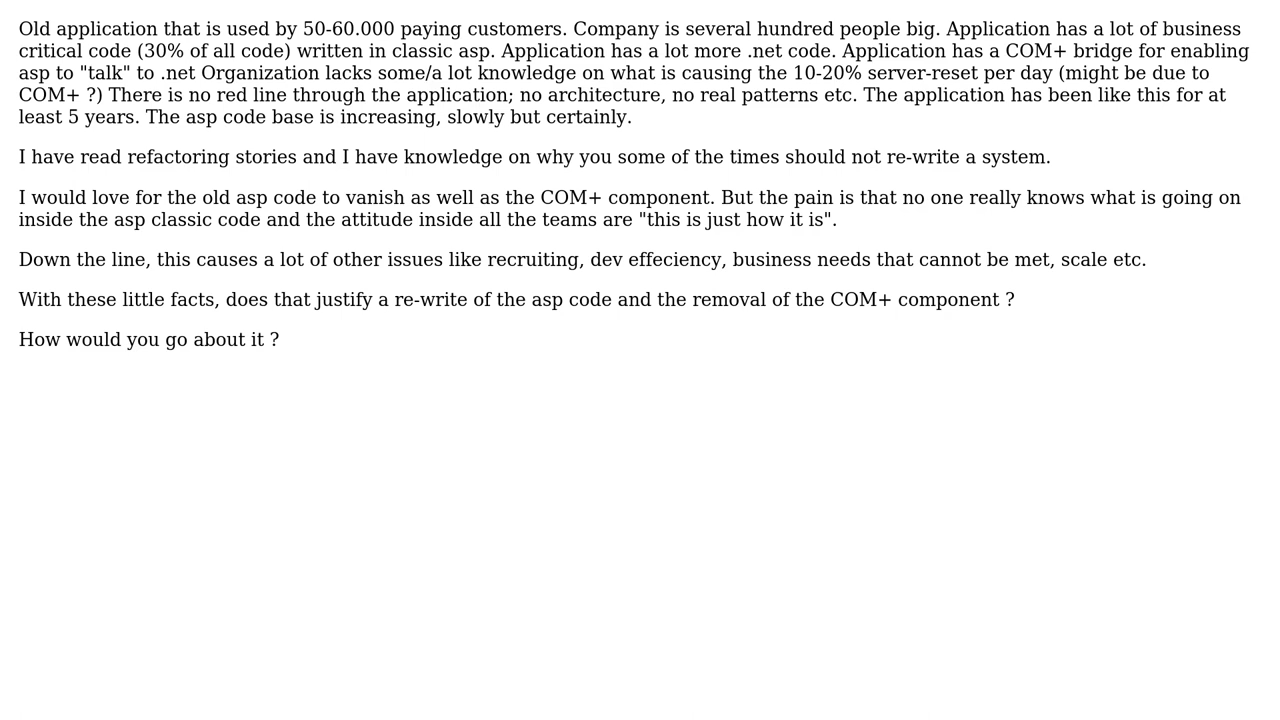 Old application that is used by 50-60.000 paying customers. Company is several hundred people big. Application has a lot of business
critical code (30% of all code) written in classic asp. Application has a lot more .net code. Application has a COM+ bridge for enabling
asp to "talk" to .net Organization lacks some/a lot knowledge on what is causing the 10-20% server-reset per day (might be due to
COM+ ?) There is no red line through the application; no architecture, no real patterns etc. The application has been like this for at
least 5 years. The asp code base is increasing, slowly but certainly.
I have read refactoring stories and I have knowledge on why you some of the times should not re-write a system.
I would love for the old asp code to vanish as well as the COM+ component. But the pain is that no one really knows what is going on
inside the asp classic code and the attitude inside all the teams are "this is just how it is".
Down the line, this causes a lot of other issues like recruiting, dev effeciency, business needs that cannot be met, scale etc.
With these little facts, does that justify a re-write of the asp code and the removal of the COM+ component ?
How would you go about it ?